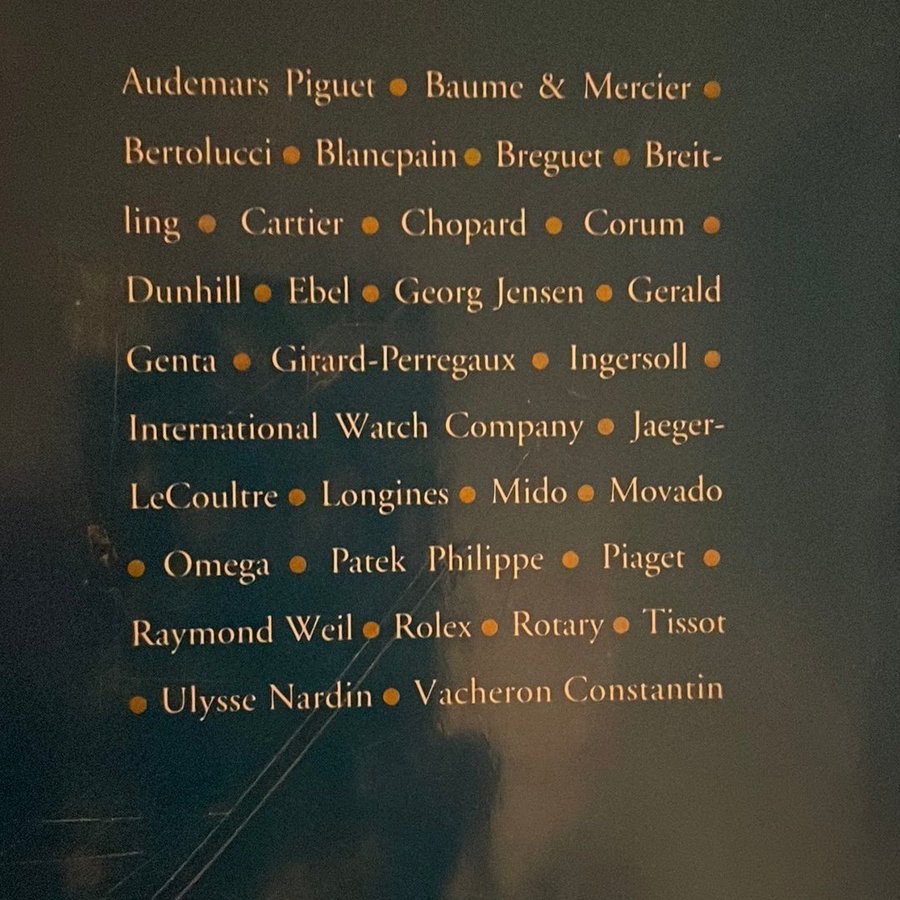 Audemars Piguet • Baume & Mercier •
Bertolucci • Blancpain • Breguet • Breit-
ling • Cartier • Chopard • Corum •
Dunhill • Ebel • Georg Jensen • Gerald
Genta • Girard-Perregaux • Ingersoll •
International Watch Company • Jaeger-
LeCoultre • Longines • Mido • Movado
• Omega • Patek Philippe • Piaget •
Raymond Weil • Rolex • Rotary • Tissot
• Ulysse Nardin • Vacheron Constantin